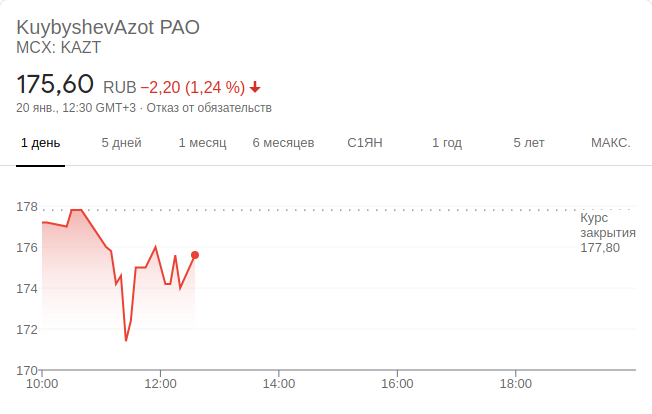 KuybyshevAzot PAO
MCX: KAZT
175,60 RUB −2,20 (1,24 %)
20 янв., 12:30 GMT+3 · Отказ от обязательств
1 день 5 дней 1 месяц 6 месяцев С1ЯН 1 год 5 лет МАКС.
178
Курс
закрытия
176 177,80
174
172
170
10:00 12:00 14:00 16:00 18:00